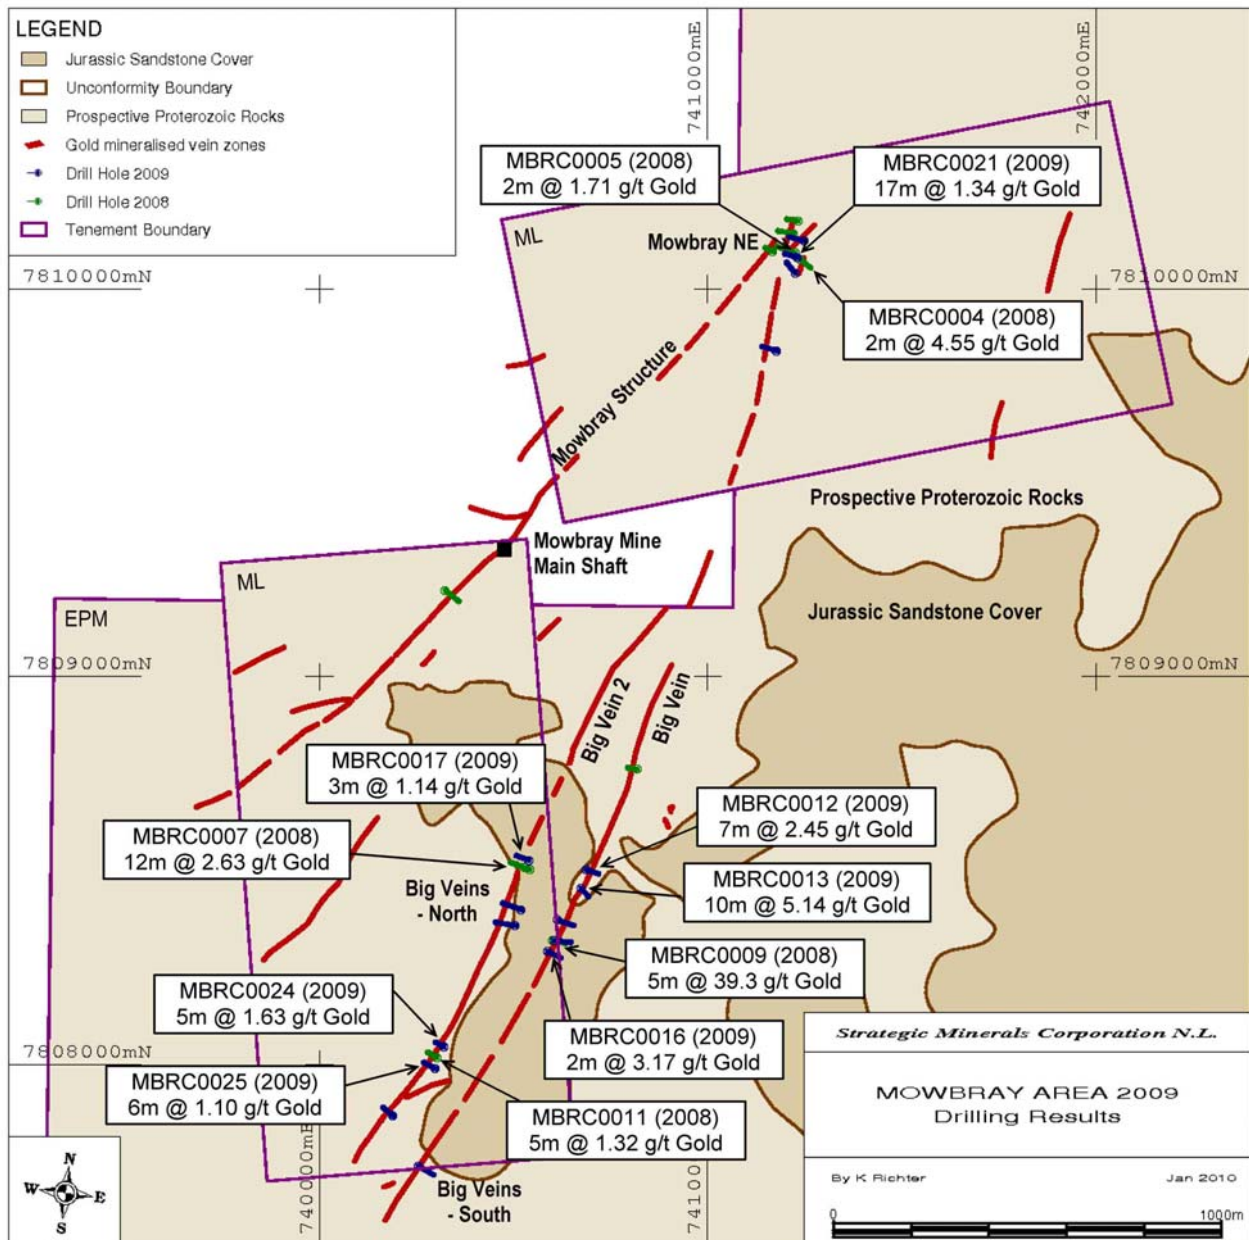 LEGEND
Jurassic Sandstone Cover
Unconformity Boundary
Prospective Proterozoic Rocks
Gold mineralised vein zones
Drill Hole 2009
Drill Hole 2008
Tenement Boundary
741000mE
742000mE
MBRC0005 (2008)
2m @ 1.71 g/t Gold
MBRC0021 (2009)
17m @ 1.34 g/t Gold
ML
Mowbray NE
7810000mN
7810000mN
MBRC0004 (2008)
2m @ 4.55 g/t Gold
Mowbray Structure
Prospective Proterozoic Rocks
Mowbray Mine
Main Shaft
ML
EPM
Jurassic Sandstone Cover
7809000mN
7809000mN
Big Vein 2
Big Vein
MBRC0017 (2009)
3m @ 1.14 g/t Gold
MBRC0012 (2009)
7m @ 2.45 g/t Gold
MBRC0007 (2008)
12m @ 2.63 g/t Gold
MBRC0013 (2009)
10m @ 5.14 g/t Gold
Big Veins
- North
MBRC0009 (2008)
5m @ 39.3 g/t Gold
MBRC0024 (2009)
5m @ 1.63 g/t Gold
MBRC0016 (2009)
2m @ 3.17 g/t Gold
7808000mN
MBRC0025 (2009)
6m @ 1.10 g/t Gold
MBRC0011 (2008)
5m @ 1.32 g/t Gold
Big Veins
- South
740000mE
741000mE
N
W E
S
Strategic Minerals Corporation N.L.
MOWBRAY AREA 2009
Drilling Results
By K Richter Jan 2010
0 1000m